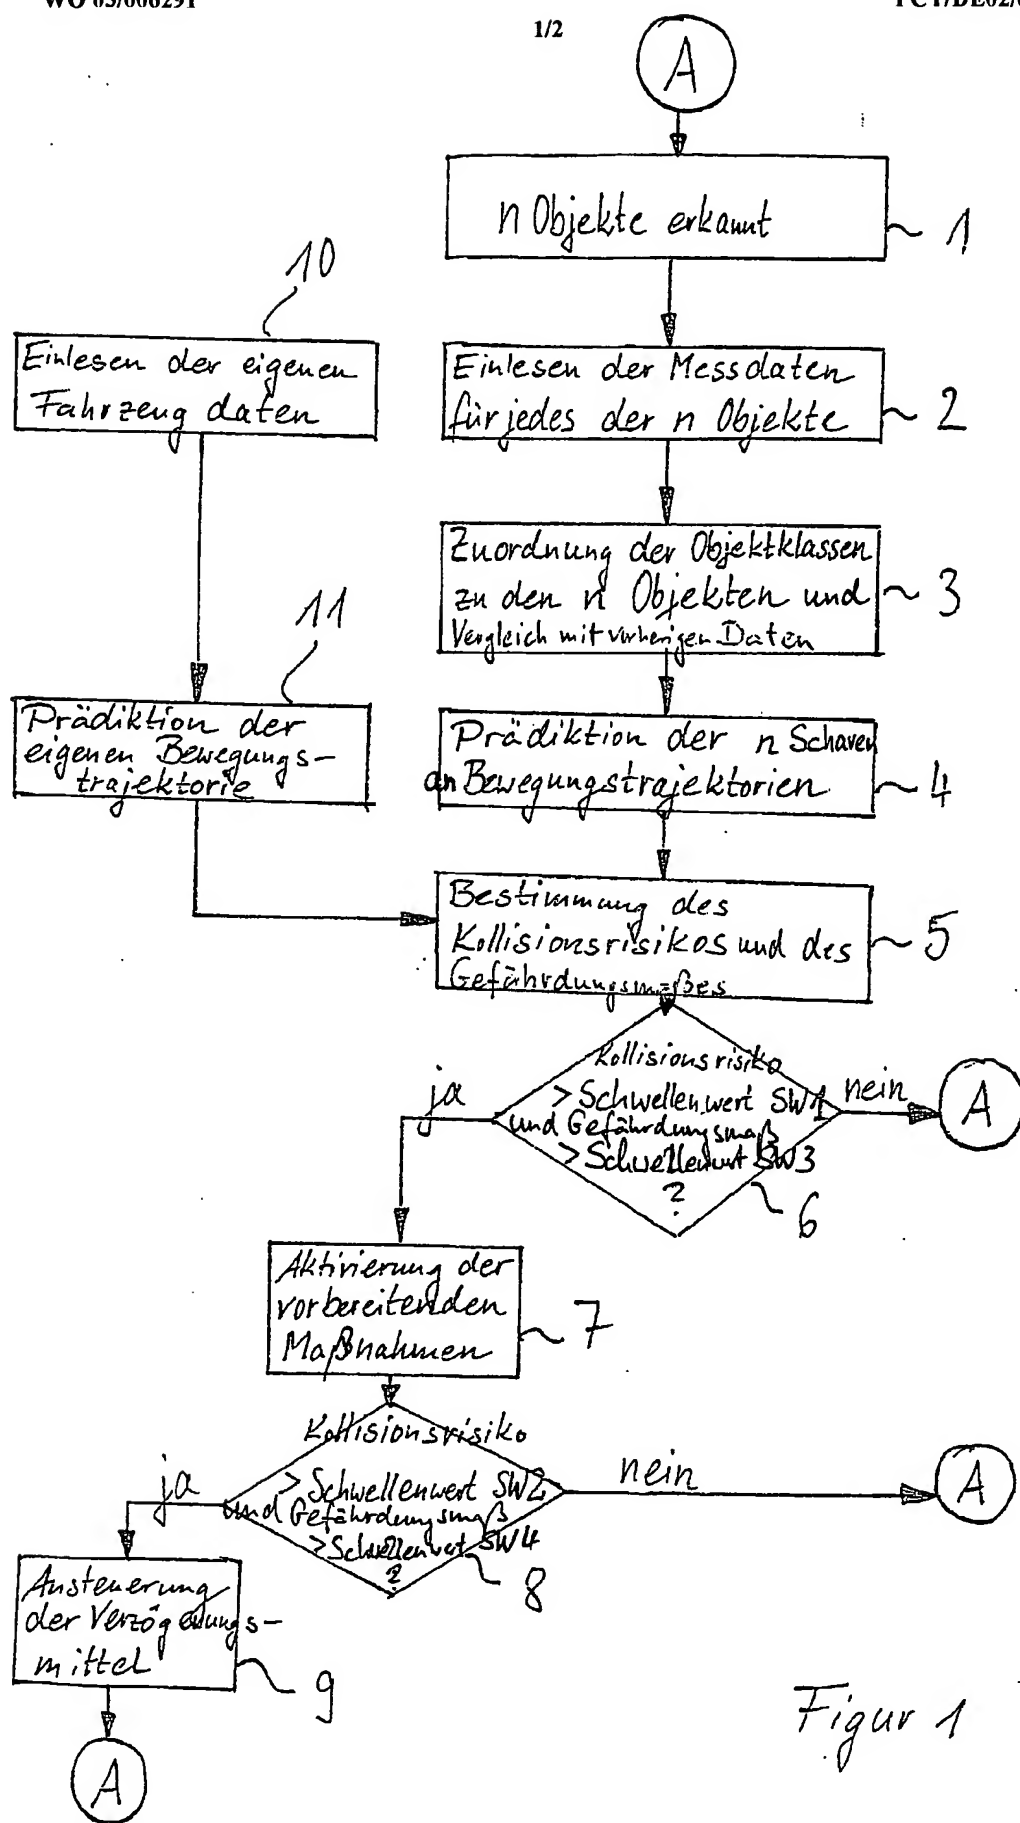 WO 03/006291
1/2
A
n Objekte erkannt
1
10
Einlesen der eigenen
Fahrzeug daten
Einlesen der Messdaten
für jedes der n Objekte
2
Zuordnung der Objektklassen
zu den n Objekten und
Vergleich mit vorherigen Daten
3
11
Prädiktion der
eigenen Bewegungs-
trajektorie
Prädiktion der n Scharen
an Bewegungstrajektorien
4
Bestimmung des
Kollisionsrisikos und des
Gefährdungsmaßes
5
Kollisionsrisiko
> Schwellenwert SW1
und Gefährdungsmaß
> Schwellenwert SW3
?
6
ja
nein
A
Aktivierung der
vorbereitenden
Maßnahmen
7
Kollisionsrisiko
> Schwellenwert SW2
und Gefährdungsmaß
> Schwellenwert SW4
?
8
ja
nein
A
Ansteuerung
der Verzögerungs-
mittel
9
A
Figur 1